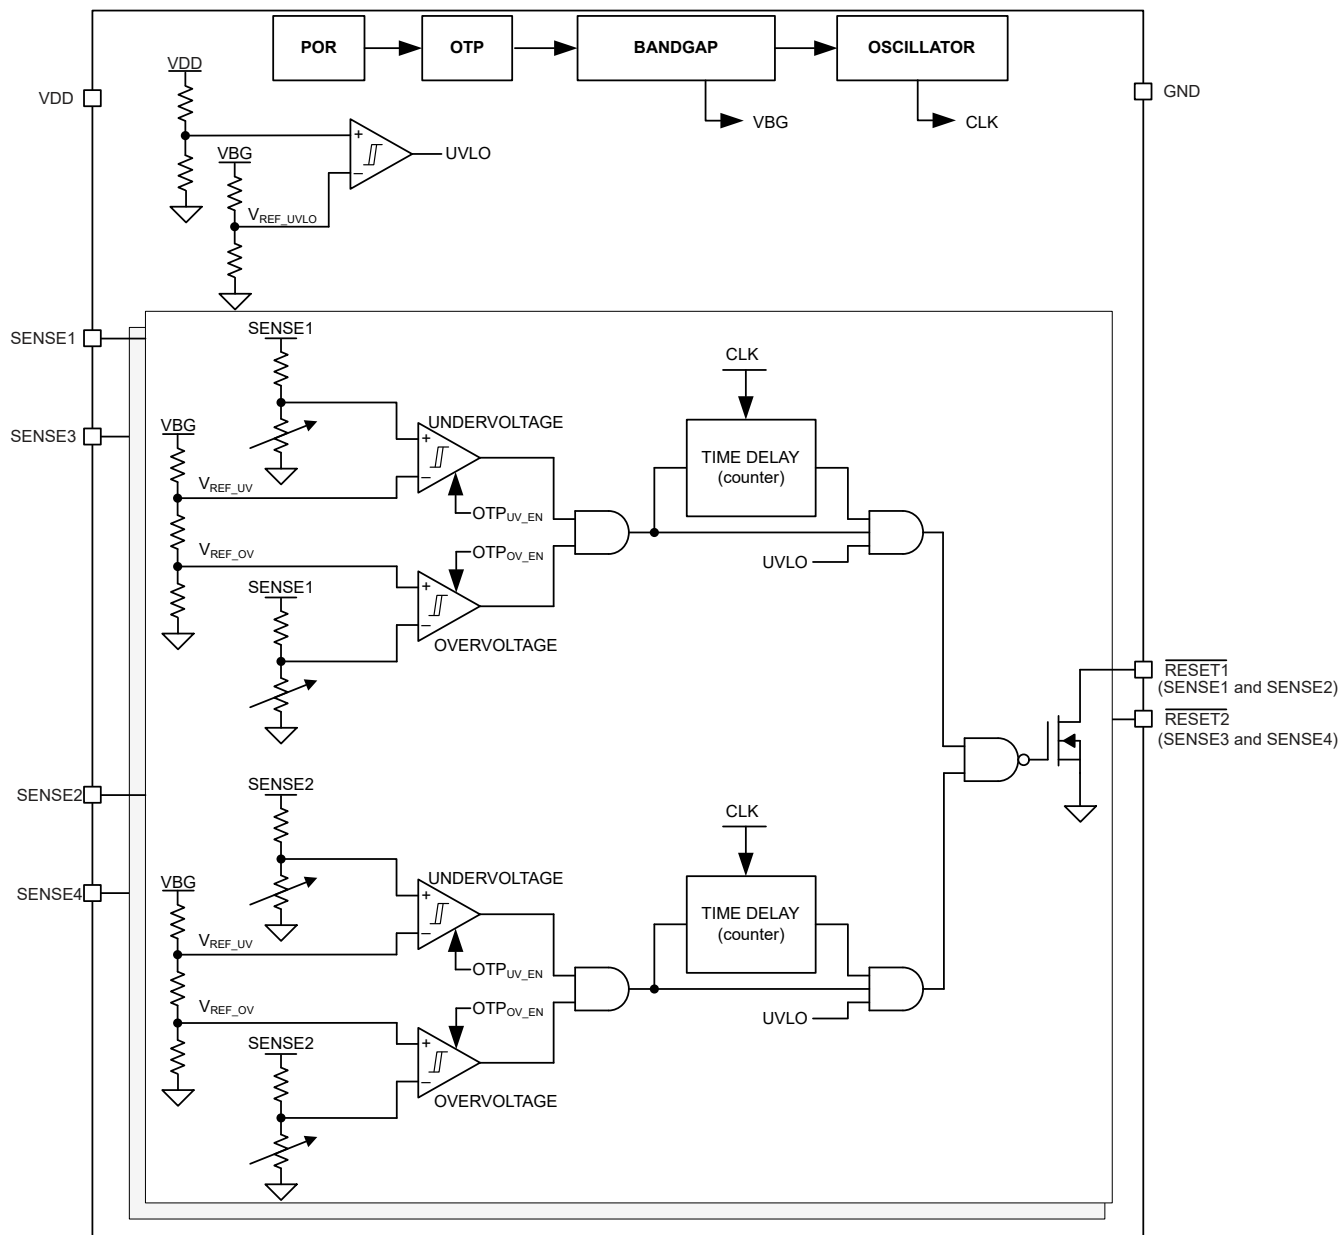 POR
OTP
BANDGAP
OSCILLATOR
VDD
VDD
GND
VBG
CLK
+
−
UVLO
VBG
VREF_UVLO
SENSE1
SENSE1
CLK
UNDERVOLTAGE
VBG
SENSE3
+
−
TIME DELAY
(counter)
VREF_UV
OTPUV_EN
VREF_OV
OTPOV_EN
UVLO
SENSE1
+
−
OVERVOLTAGE
RESET1
(SENSE1 and SENSE2)
RESET2
(SENSE3 and SENSE4)
SENSE2
SENSE2
CLK
UNDERVOLTAGE
VBG
SENSE4
+
−
TIME DELAY
(counter)
VREF_UV
OTPUV_EN
VREF_OV
OTPOV_EN
UVLO
SENSE2
+
−
OVERVOLTAGE